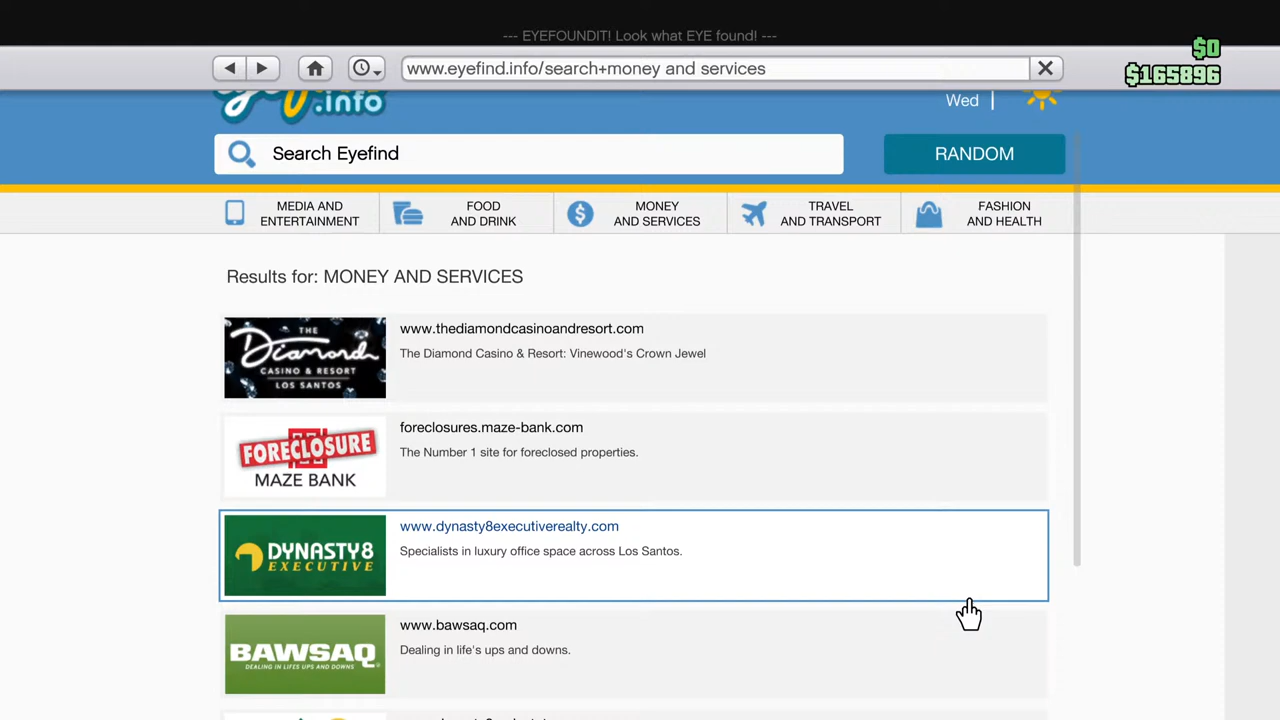 --- EYEFOUNDIT! Look what EYE found! ---
$0
www.eyefind.info/search+money and services
$165896
.info
Wed
Search Eyefind
RANDOM
MEDIA AND
ENTERTAINMENT
FOOD
AND DRINK
MONEY
AND SERVICES
TRAVEL
AND TRANSPORT
FASHION
AND HEALTH
Results for: MONEY AND SERVICES
THE
Diamond
CASINO & RESORT
LOS SANTOS
www.thediamondcasinoandresort.com
The Diamond Casino & Resort: Vinewood's Crown Jewel
FORECLOSURE
MAZE BANK
foreclosures.maze-bank.com
The Number 1 site for foreclosed properties.
DYNASTY8
EXECUTIVE
www.dynasty8executiverealty.com
Specialists in luxury office space across Los Santos.
BAWSAQ
DEALING IN LIFE'S UPS AND DOWNS
www.bawsaq.com
Dealing in life's ups and downs.